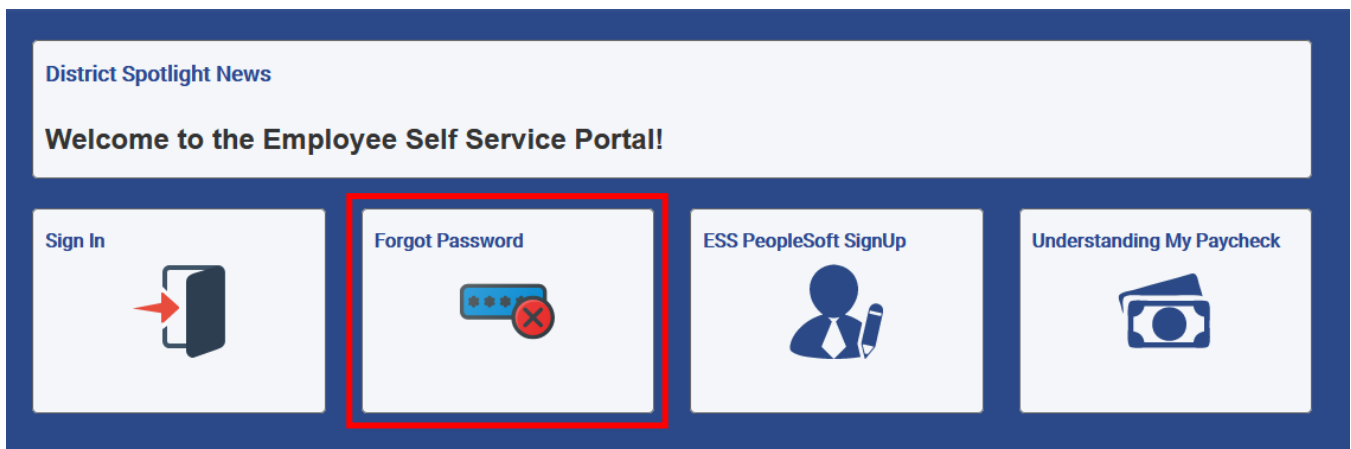 District Spotlight News
Welcome to the Employee Self Service Portal!
Sign In
Forgot Password
ESS PeopleSoft SignUp
Understanding My Paycheck